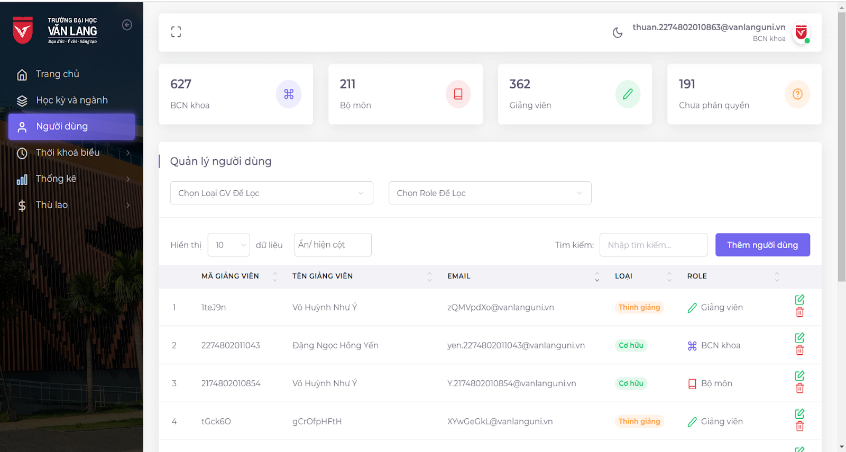 TRƯỜNG ĐẠI HỌC
VĂN LANG
thuan.2274802010863@vanlanguni.vn
BCN khoa
Trang chủ
Học kỳ và ngành
Người dùng
Thời khoá biểu
Thống kê
Thù lao
627
BCN khoa
211
Bộ môn
362
Giảng viên
191
Chưa phân quyền
Quản lý người dùng
Chọn Loại GV Để Lọc
Chọn Role Để Lọc
Hiển thị 10 dữ liệu Ẩn/ hiện cột Tìm kiếm: Nhập tìm kiếm... Thêm người dùng
MÃ GIẢNG VIÊN TÊN GIẢNG VIÊN EMAIL LOẠI ROLE
1 1teJ9n Võ Huỳnh Như Ý zQMVpdXo@vanlanguni.vn Thỉnh giảng Giảng viên
2 2274802011043 Đặng Ngọc Hồng Yến yen.2274802011043@vanlanguni.vn Cơ hữu BCN khoa
3 2174802010854 Võ Huỳnh Như Ý Y.2174802010854@vanlanguni.vn Cơ hữu Bộ môn
4 tGck6O gCrOfpHFtH XYwGeGkL@vanlanguni.vn Thỉnh giảng Giảng viên